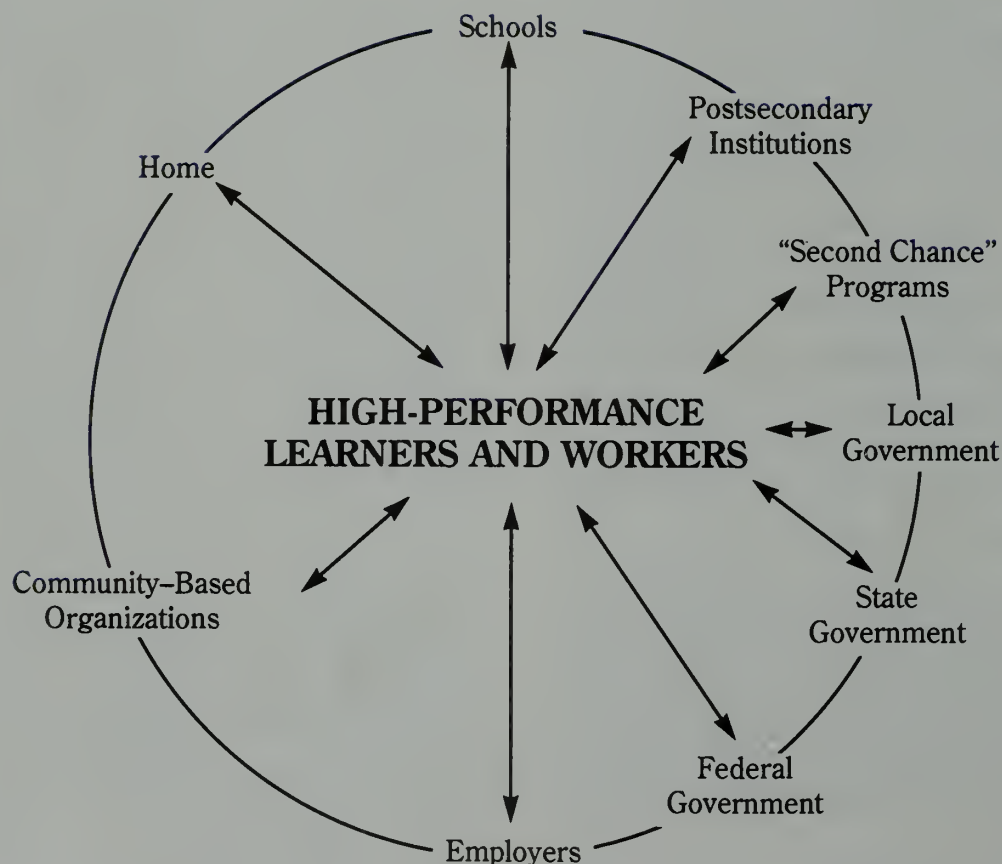 Schools
Postsecondary
Institutions
Home
“Second Chance”
Programs
HIGH-PERFORMANCE
LEARNERS AND WORKERS
Local
Government
Community–Based
Organizations
State
Government
Federal
Government
Employers